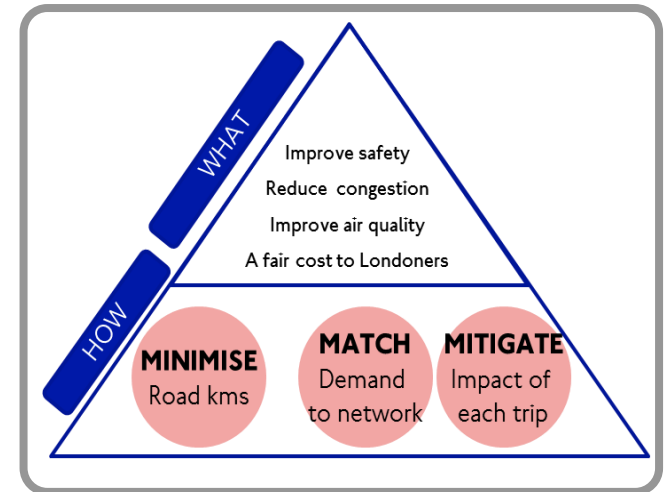 WHAT
Improve safety
Reduce congestion
Improve air quality
A fair cost to Londoners
HOW
MINIMISE
Road kms
MATCH
Demand
to network
MITIGATE
Impact of
each trip